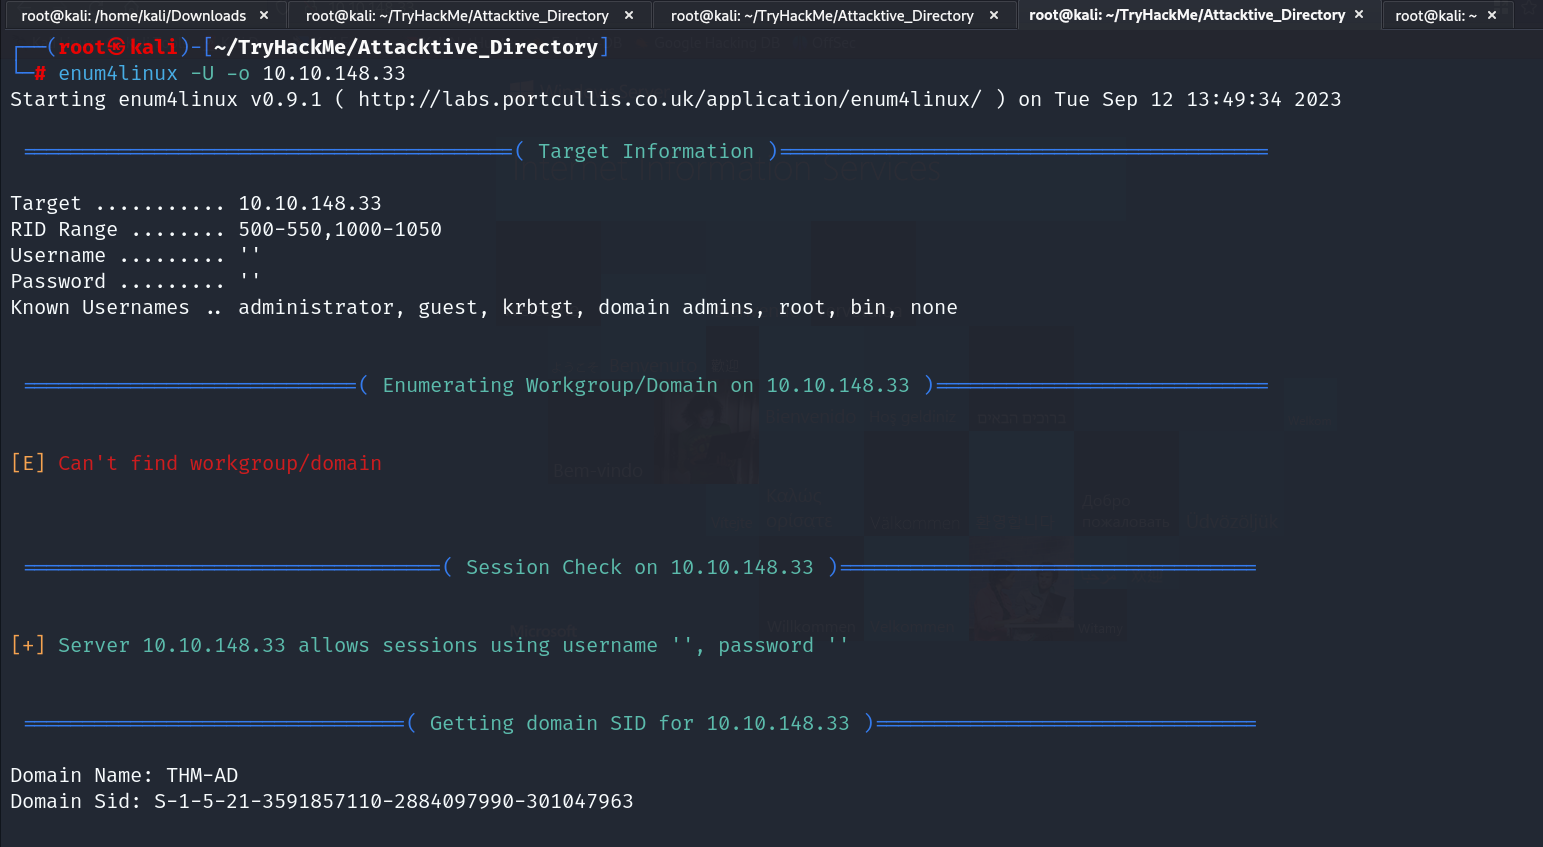 root@kali: /home/kali/Downloads × root@kali: ~/TryHackMe/Attacktive_Directory × root@kali: ~/TryHackMe/Attacktive_Directory × root@kali: ~/TryHackMe/Attacktive_Directory × root@kali: ~ ×
┌──(root㉿kali)-[~/TryHackMe/Attacktive_Directory]
└─# enum4linux -U -o 10.10.148.33
Starting enum4linux v0.9.1 ( http://labs.portcullis.co.uk/application/enum4linux/ ) on Tue Sep 12 13:49:34 2023
=========================================( Target Information )=========================================
Target ........... 10.10.148.33
RID Range ........ 500-550,1000-1050
Username ......... ''
Password ......... ''
Known Usernames .. administrator, guest, krbtgt, domain admins, root, bin, none
============================( Enumerating Workgroup/Domain on 10.10.148.33 )============================
[E] Can't find workgroup/domain
===================================( Session Check on 10.10.148.33 )===================================
[+] Server 10.10.148.33 allows sessions using username '', password ''
================================( Getting domain SID for 10.10.148.33 )================================
Domain Name: THM-AD
Domain Sid: S-1-5-21-3591857110-2884097990-301047963